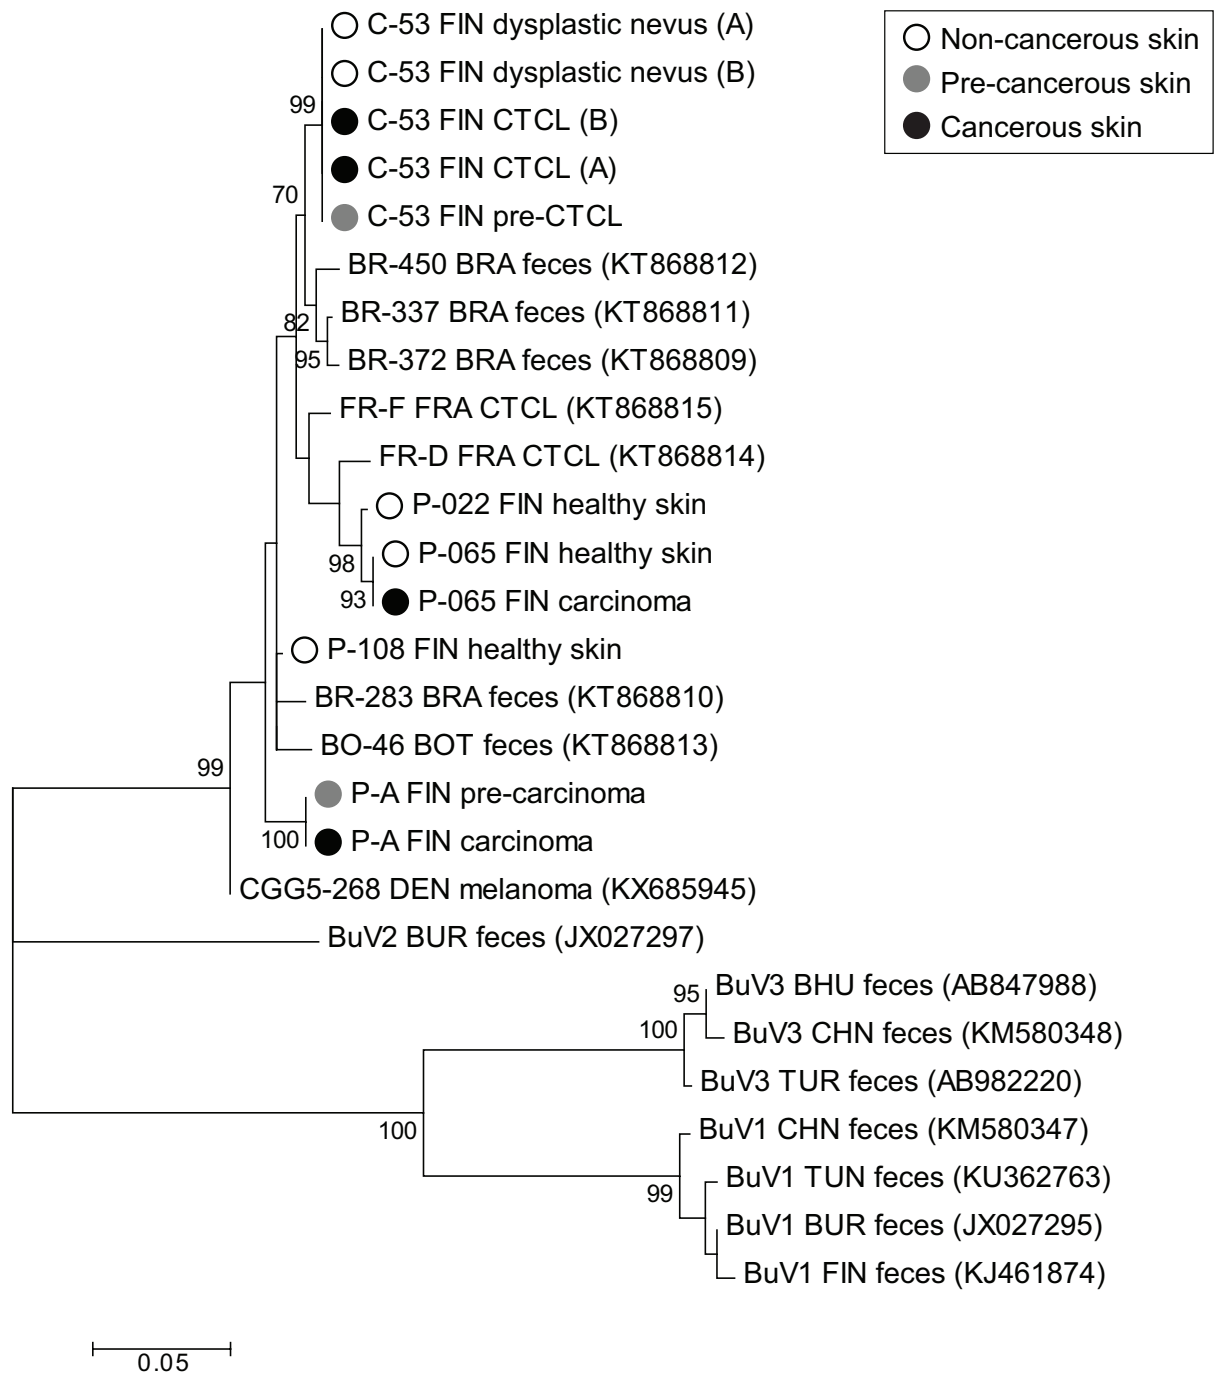 C-53 FIN dysplastic nevus (A)
Non-cancerous skin
C-53 FIN dysplastic nevus (B)
Pre-cancerous skin
99
C-53 FIN CTCL (B)
Cancerous skin
C-53 FIN CTCL (A)
70
C-53 FIN pre-CTCL
BR-450 BRA feces (KT868812)
BR-337 BRA feces (KT868811)
82
95
BR-372 BRA feces (KT868809)
FR-F FRA CTCL (KT868815)
FR-D FRA CTCL (KT868814)
P-022 FIN healthy skin
P-065 FIN healthy skin
98
93
P-065 FIN carcinoma
P-108 FIN healthy skin
BR-283 BRA feces (KT868810)
BO-46 BOT feces (KT868813)
99
P-A FIN pre-carcinoma
100
P-A FIN carcinoma
CGG5-268 DEN melanoma (KX685945)
BuV2 BUR feces (JX027297)
95
BuV3 BHU feces (AB847988)
100
BuV3 CHN feces (KM580348)
BuV3 TUR feces (AB982220)
100
BuV1 CHN feces (KM580347)
BuV1 TUN feces (KU362763)
99
BuV1 BUR feces (JX027295)
BuV1 FIN feces (KJ461874)
0.05